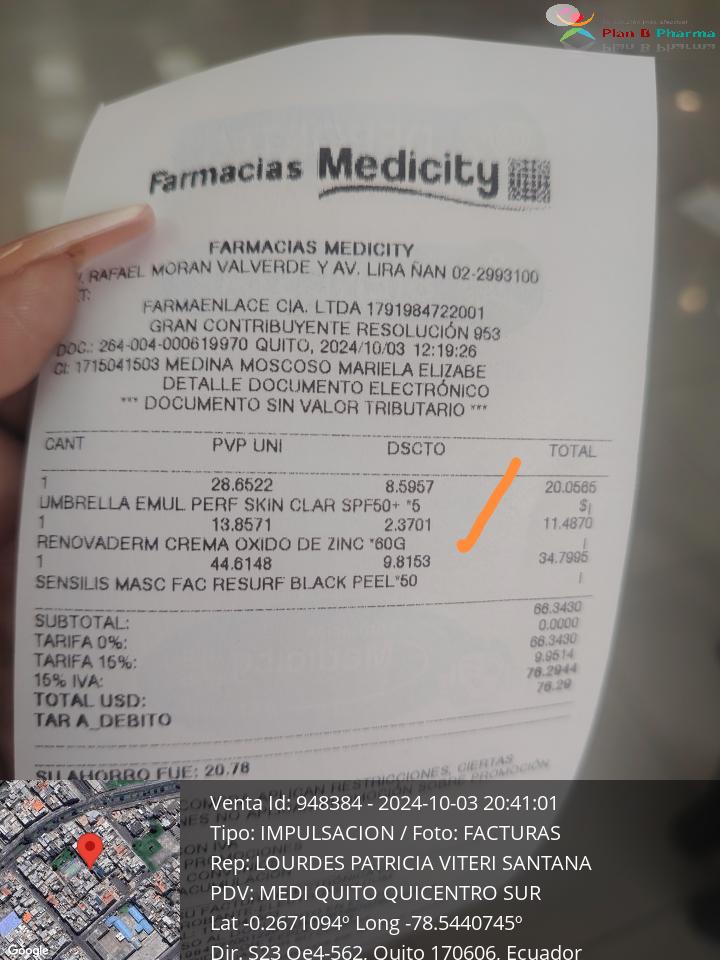 Plan B Pharma
Farmacias Medicity
FARMACIAS MEDICITY
. RAFAEL MORAN VALVERDE Y AV. LIRA ÑAN 02-2993100
T:
FARMAENLACE CIA. LTDA 1791984722001
GRAN CONTRIBUYENTE RESOLUCIÓN 953
DOC.: 264-004-000619970 QUITO, 2024/10/03 12:19:26
CI: 1715041503 MEDINA MOSCOSO MARIELA ELIZABE
DETALLE DOCUMENTO ELECTRÓNICO
*** DOCUMENTO SIN VALOR TRIBUTARIO ***
CANT PVP UNI DSCTO TOTAL
1 28.6522 8.5957 20.0565
UMBRELLA EMUL PERF SKIN CLAR SPF50+ *5 $|
1 13.8571 2.3701 11.4870
RENOVADERM CREMA OXIDO DE ZINC *60G |
1 44.6148 9.8153 34.7995
SENSILIS MASC FAC RESURF BLACK PEEL*50 |
SUBTOTAL: 66.3430
TARIFA 0%: 0.0000
TARIFA 15%: 66.3430
15% IVA: 9.9514
TOTAL USD: 76.2944
TAR A_DEBITO 76.29
SU AHORRO FUE: 20.78
APLICAN RESTRICCIONES, CIERTAS
PROMOCIÓN
Venta Id: 948384 - 2024-10-03 20:41:01
Tipo: IMPULSACION / Foto: FACTURAS
Rep: LOURDES PATRICIA VITERI SANTANA
PDV: MEDI QUITO QUICENTRO SUR
Lat -0.2671094º Long -78.5440745º
Dir. S23 Oe4-562, Quito 170606, Ecuador
Google